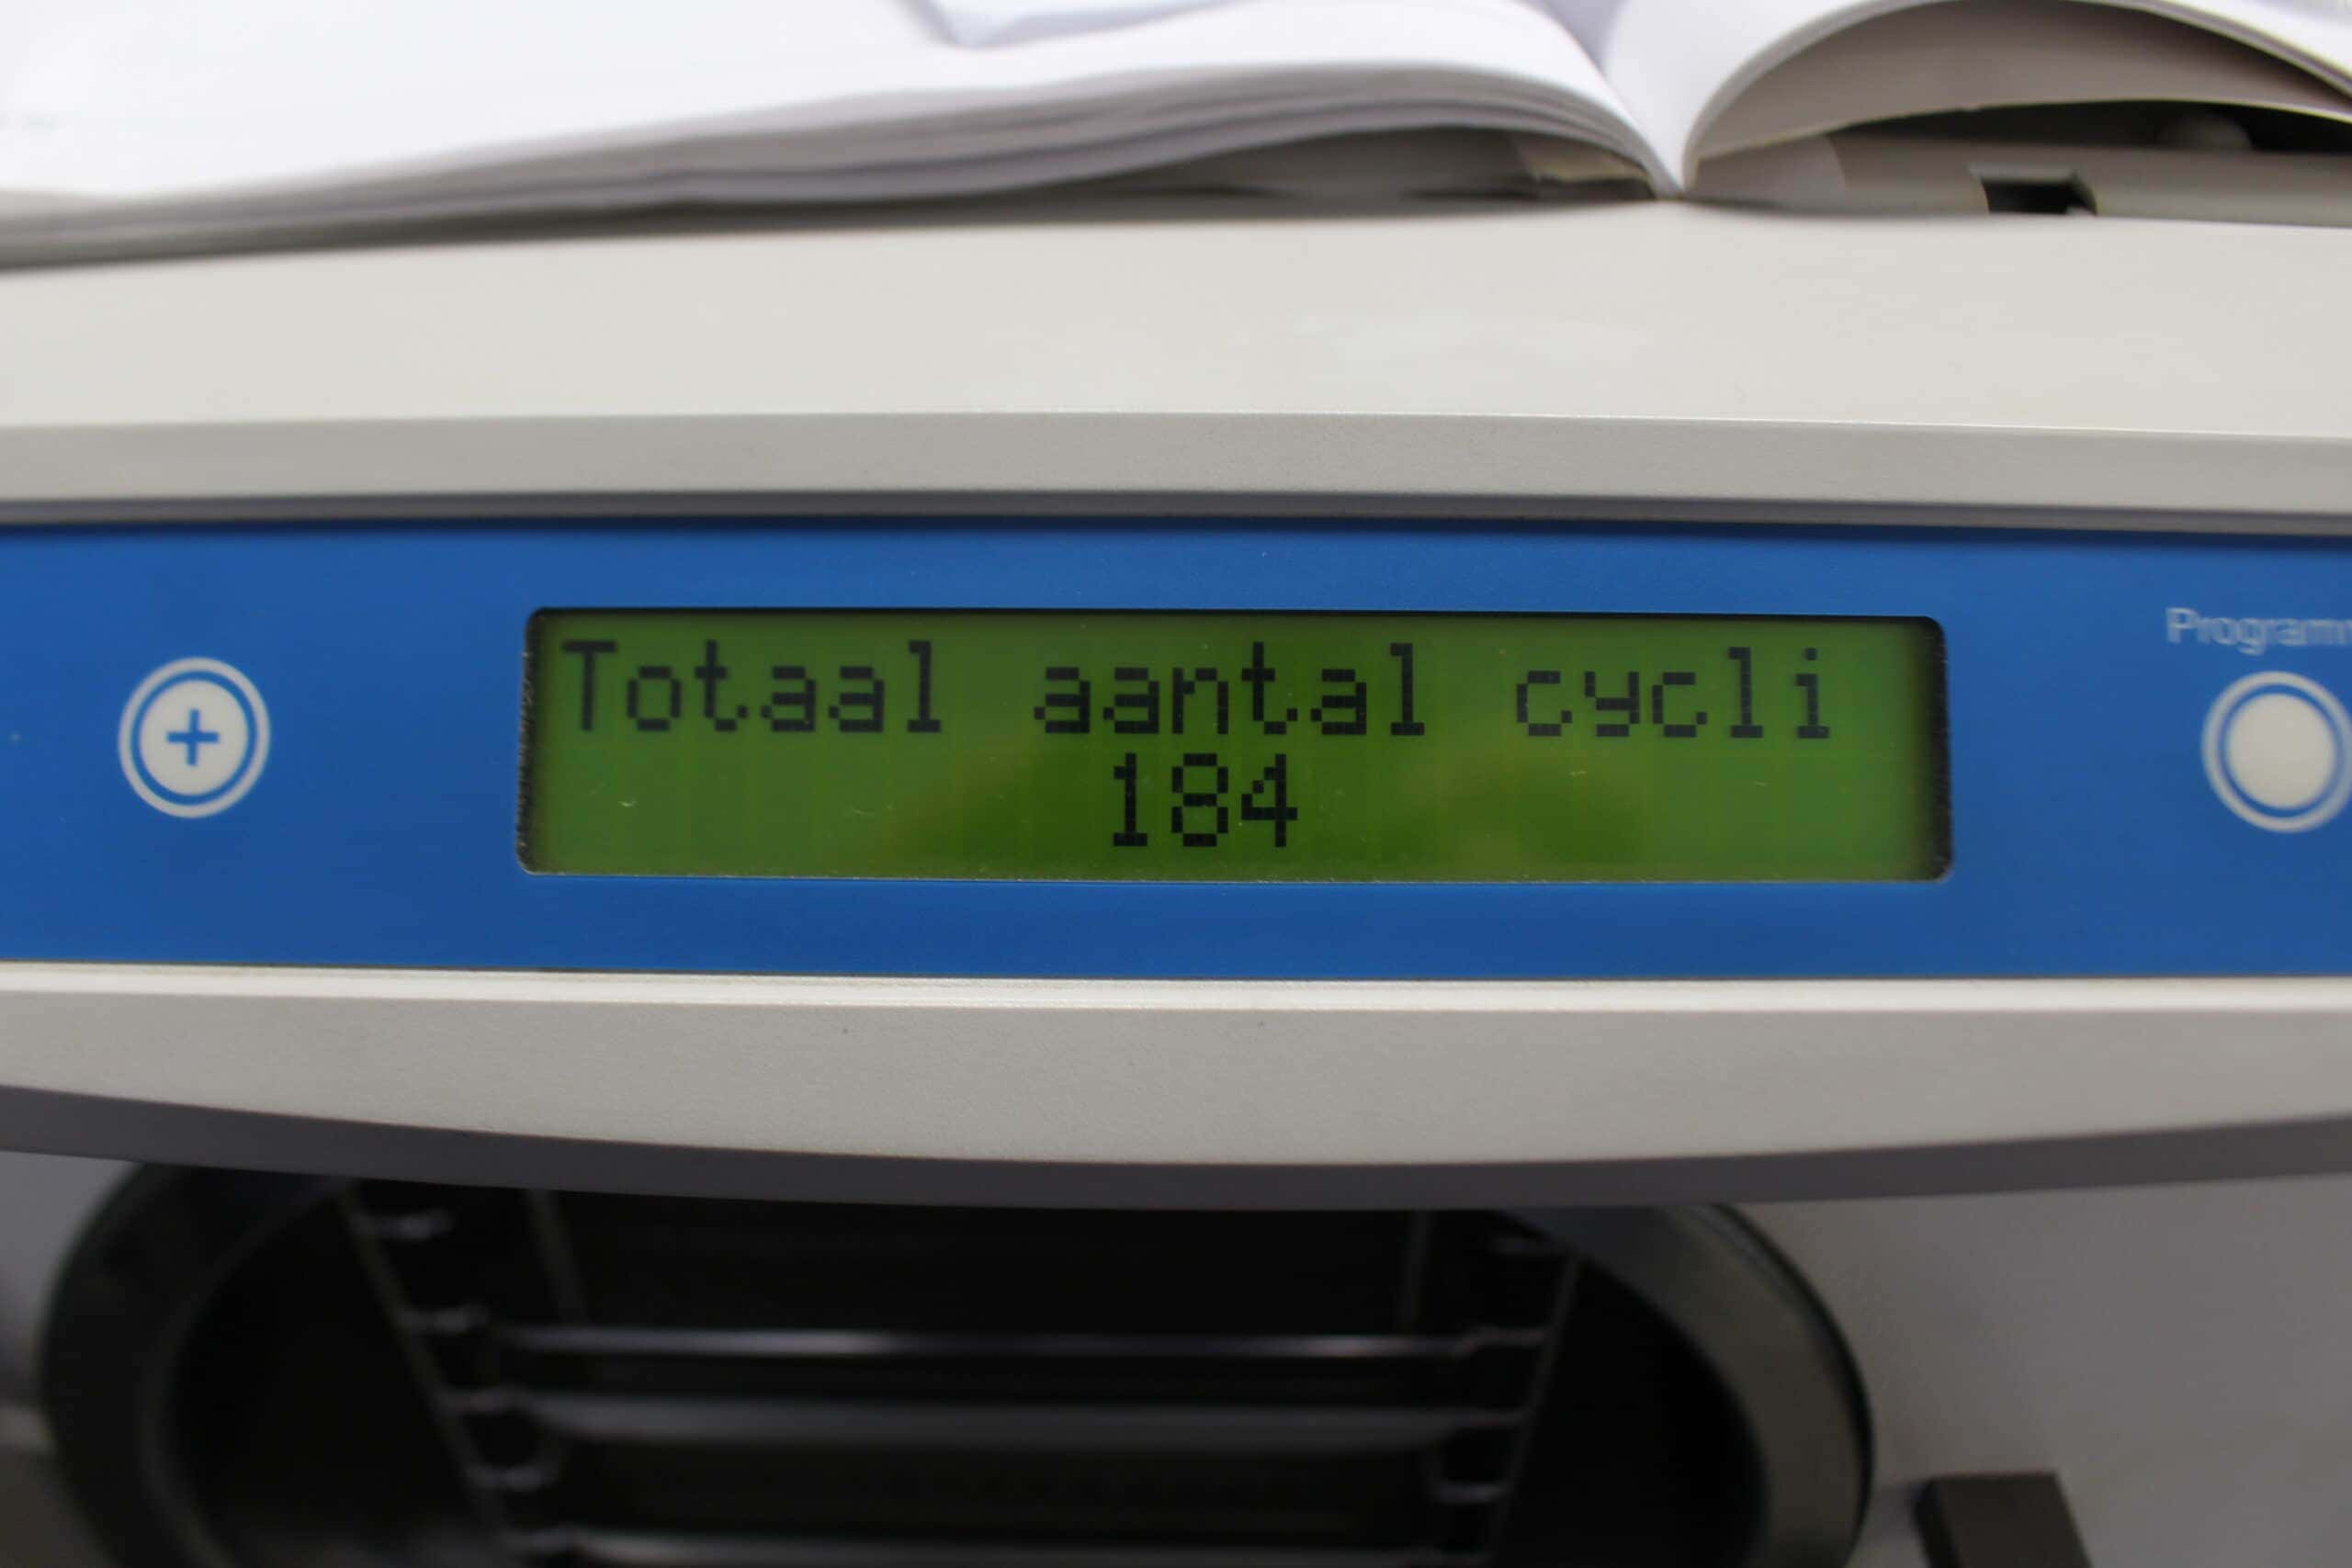 Totaal aantal cycli
184
+